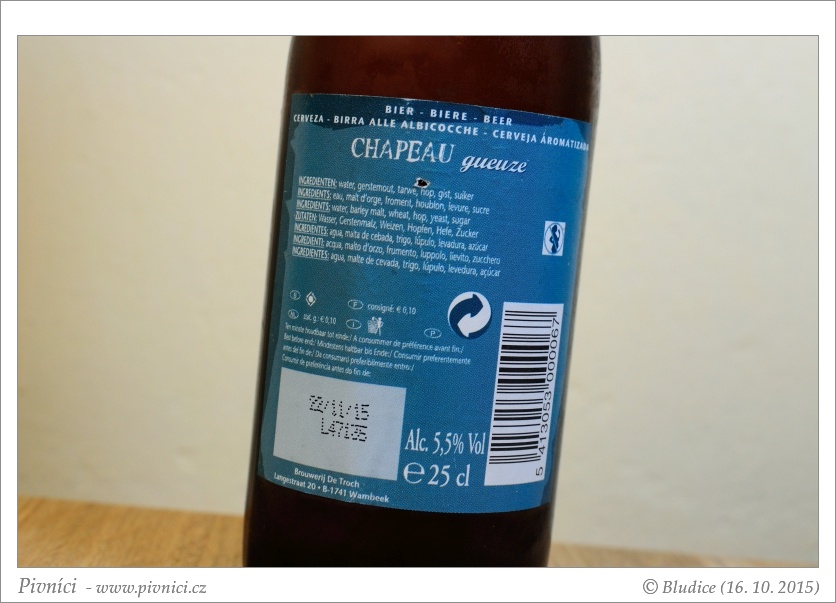 BIER - BIERE - BEER
CERVEZA - BIRRA ALLE ALBICOCCHE - CERVEJA ÁROMATIZADA
CHAPEAU gueuze
INGREDIENTEN: water, gerstemout, tarwe, hop, gist, suiker
INGREDIENTS: eau, malt d'orge, froment, houblon, levure, sucre
INGREDIENTS: water, barley malt, wheat, hop, yeast, sugar
ZUTATEN: Wasser, Gerstenmalz, Weizen, Hopfen, Hefe, Zucker
INGREDIENTES: agua, malta de cebada, trigo, lúpulo, levadura, azúcar
INGREDIENTI: acqua, malto d'orzo, frumento, luppolo, lievito, zucchero
INGREDIENTES: agua, malte de cevada, trigo, lúpulo, levedura, açúcar
F consigné: € 0,10
NL stat. g : € 0,10 I P
Ten minste houdbaar tot einde:/ A consommer de préférence avant fin:/
Best before end:/ Mindestens haltbar bis Ende:/ Consumir preferentemente
antes del fin de:/ Da consumarsi preferibilmente entro:/
Consumir de preferência antes do fin de:
22/11/15
L47125
Alc. 5,5% Vol
℮ 25 cl
5 413053 000067
Brouwerij De Troch
Langestraat 20 • B-1741 Wambeek
Pivníci - www.pivnici.cz
© Bludice (16. 10. 2015)